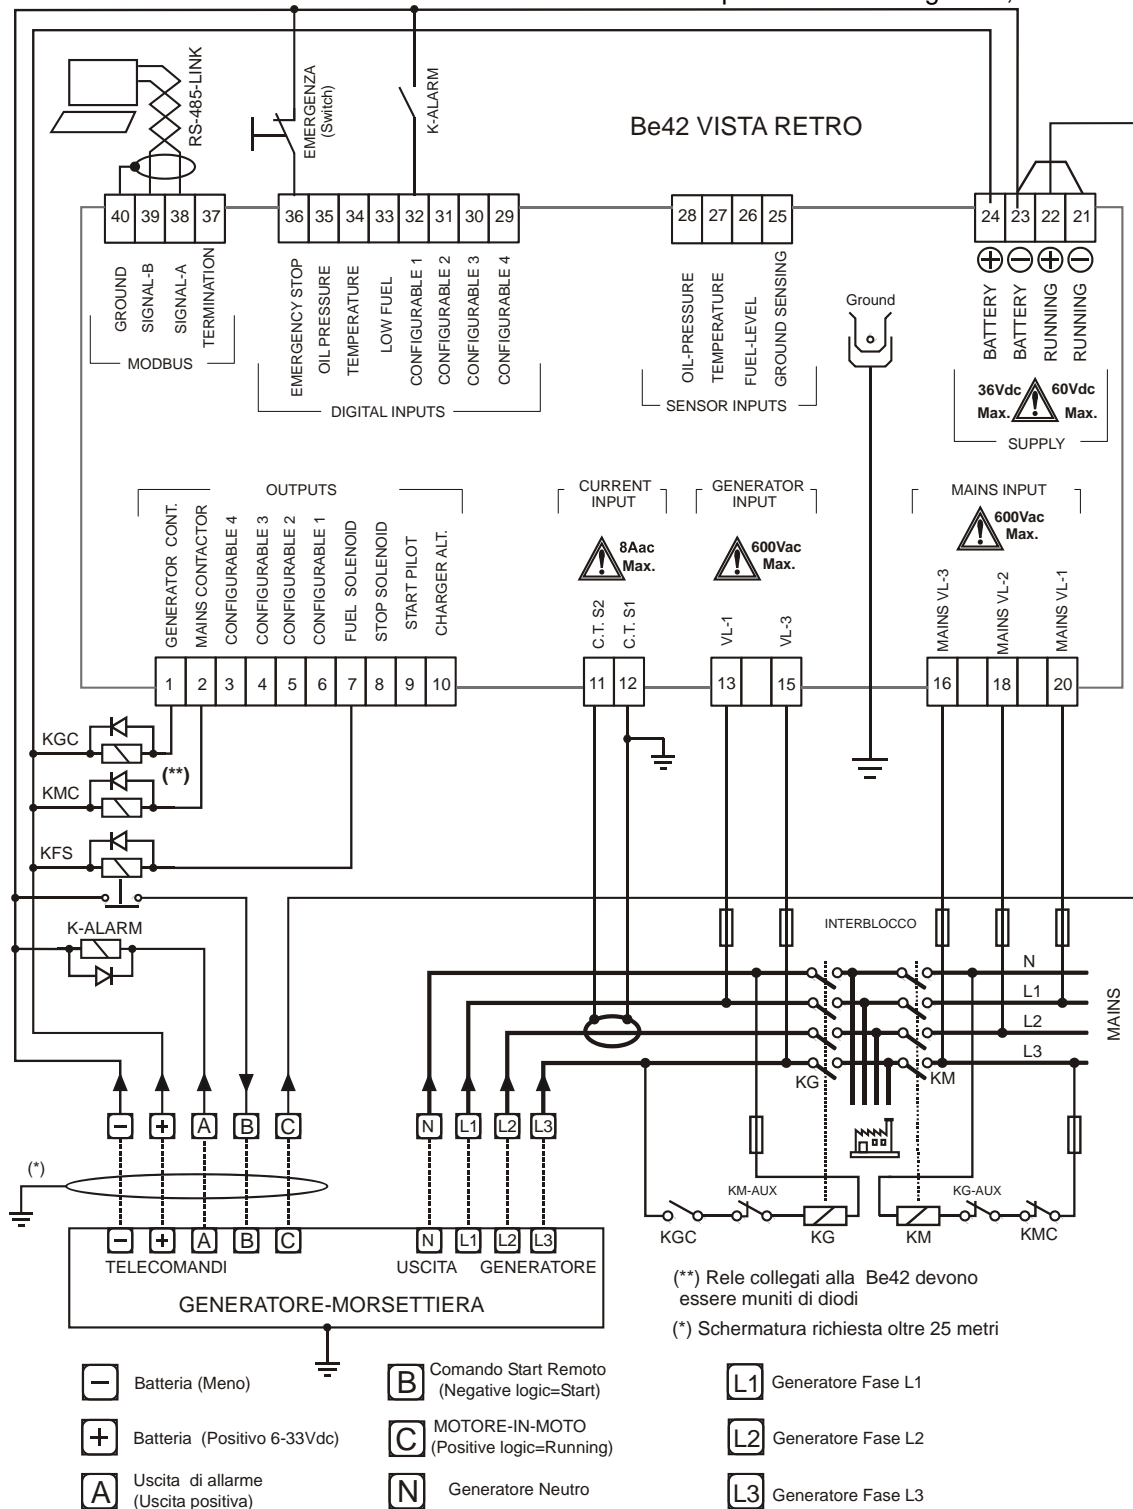 RS-485-LINK
EMERGENZA
(Switch)
K-ALARM
Be42 VISTA RETRO
40 39 38 37
36 35 34 33 32 31 30 29
28 27 26 25
24 23 22 21
GROUND
SIGNAL-B
SIGNAL-A
TERMINATION
MODBUS
EMERGENCY STOP
OIL PRESSURE
TEMPERATURE
LOW FUEL
CONFIGURABLE 1
CONFIGURABLE 2
CONFIGURABLE 3
CONFIGURABLE 4
DIGITAL INPUTS
OIL-PRESSURE
TEMPERATURE
FUEL-LEVEL
GROUND SENSING
SENSOR INPUTS
Ground
+ − + −
BATTERY
BATTERY
RUNNING
RUNNING
36Vdc
Max.
60Vdc
Max.
SUPPLY
OUTPUTS
GENERATOR CONT.
MAINS CONTACTOR
CONFIGURABLE 4
CONFIGURABLE 3
CONFIGURABLE 2
CONFIGURABLE 1
FUEL SOLENOID
STOP SOLENOID
START PILOT
CHARGER ALT.
CURRENT
INPUT
8Aac
Max.
C.T. S2
C.T. S1
GENERATOR
INPUT
600Vac
Max.
VL-1
VL-3
MAINS INPUT
600Vac
Max.
MAINS VL-3
MAINS VL-2
MAINS VL-1
1 2 3 4 5 6 7 8 9 10
11 12
13 15
16 18 20
KGC
(**)
KMC
KFS
K-ALARM
INTERBLOCCO
N
L1
L2
L3
MAINS
KG
KM
− + A B C
N L1 L2 L3
(*)
KM-AUX
KG-AUX
KGC
KG
KM
KMC
− + A B C
N L1 L2 L3
TELECOMANDI
USCITA GENERATORE
GENERATORE-MORSETTIERA
(**) Rele collegati alla Be42 devono
essere muniti di diodi
(*) Schermatura richiesta oltre 25 metri
− Batteria (Meno)
+ Batteria (Positivo 6-33Vdc)
A Uscita di allarme
(Uscita positiva)
B Comando Start Remoto
(Negative logic=Start)
C MOTORE-IN-MOTO
(Positive logic=Running)
N Generatore Neutro
L1 Generatore Fase L1
L2 Generatore Fase L2
L3 Generatore Fase L3